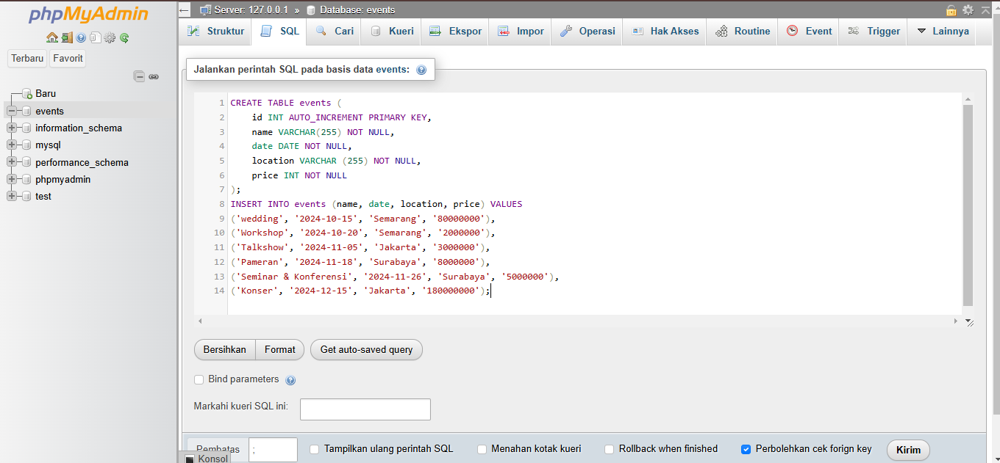 phpMyAdmin
Terbaru Favorit
Baru
events
information_schema
mysql
performance_schema
phpmyadmin
test
Server: 127.0.0.1 » Database: events
Struktur SQL Cari Kueri Ekspor Impor Operasi Hak Akses Routine Event Trigger Lainnya
Jalankan perintah SQL pada basis data events:
1 CREATE TABLE events (
2 id INT AUTO_INCREMENT PRIMARY KEY,
3 name VARCHAR(255) NOT NULL,
4 date DATE NOT NULL,
5 location VARCHAR (255) NOT NULL,
6 price INT NOT NULL
7 );
8 INSERT INTO events (name, date, location, price) VALUES
9 ('wedding', '2024-10-15', 'Semarang', '80000000'),
10 ('Workshop', '2024-10-20', 'Semarang', '2000000'),
11 ('Talkshow', '2024-11-05', 'Jakarta', '3000000'),
12 ('Pameran', '2024-11-18', 'Surabaya', '8000000'),
13 ('Seminar & Konferensi', '2024-11-26', 'Surabaya', '5000000'),
14 ('Konser', '2024-12-15', 'Jakarta', '180000000');
Bersihkan Format Get auto-saved query
Bind parameters
Markahi kueri SQL ini:
Pembatas ; Tampilkan ulang perintah SQL Menahan kotak kueri Rollback when finished Perbolehkan cek forign key Kirim
Konsol